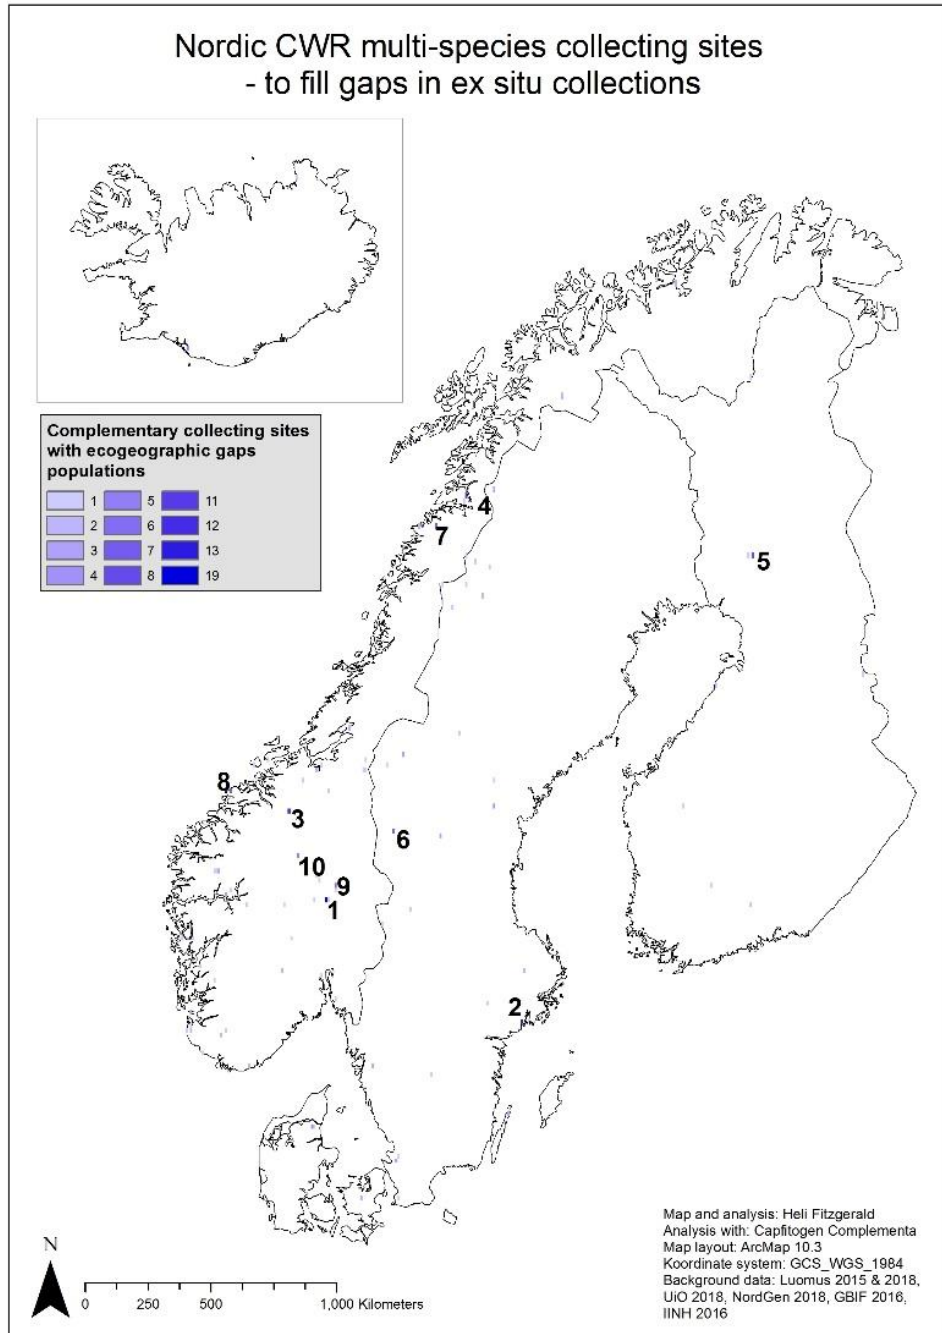 Nordic CWR multi-species collecting sites
- to fill gaps in ex situ collections
Complementary collecting sites
with ecogeographic gaps
populations
1 5 11
2 6 12
3 7 13
4 8 19
4
7
5
8
3
6
10
9
1
2
N
0 250 500 1,000 Kilometers
Map and analysis: Heli Fitzgerald
Analysis with: Capfitogen Complementa
Map layout: ArcMap 10.3
Koordinate system: GCS_WGS_1984
Background data: Luomus 2015 & 2018,
UiO 2018, NordGen 2018, GBIF 2016,
IINH 2016